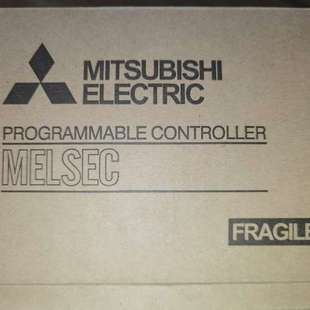 MITSUBISHI
ELECTRIC
PROGRAMMABLE CONTROLLER
MELSEC
FRAGILE